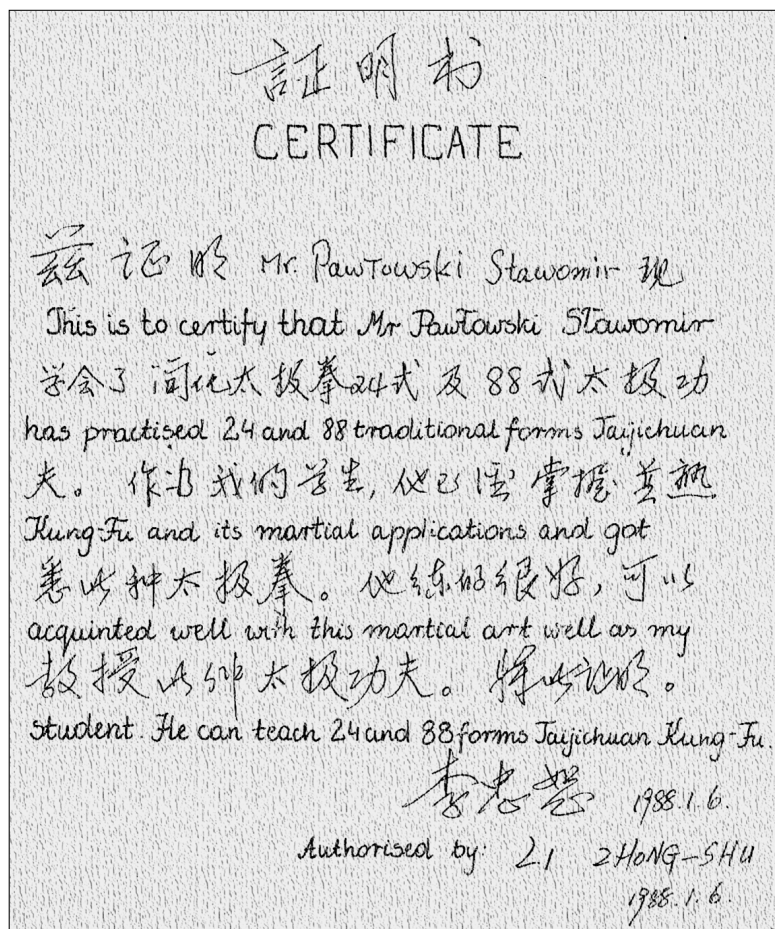 証明书
CERTIFICATE
兹证明 Mr. Pawłowski Sławomir 现
This is to certify that Mr Pawłowski Sławomir
学会了简化太极拳24式及88式太极功
has practised 24 and 88 traditional forms Taijichuan
夫。作为我的学生,他已经掌握并熟
Kung-Fu and its martial applications and got
悉此种太极拳。他练的很好,可以
acquinted well with this martial art well as my
教授此种太极功夫。特此证明。
student. He can teach 24 and 88 forms Taijichuan Kung-Fu.
李忠恕 1988.1.6.
Authorised by: LI ZHONG-SHU
1988.1.6.